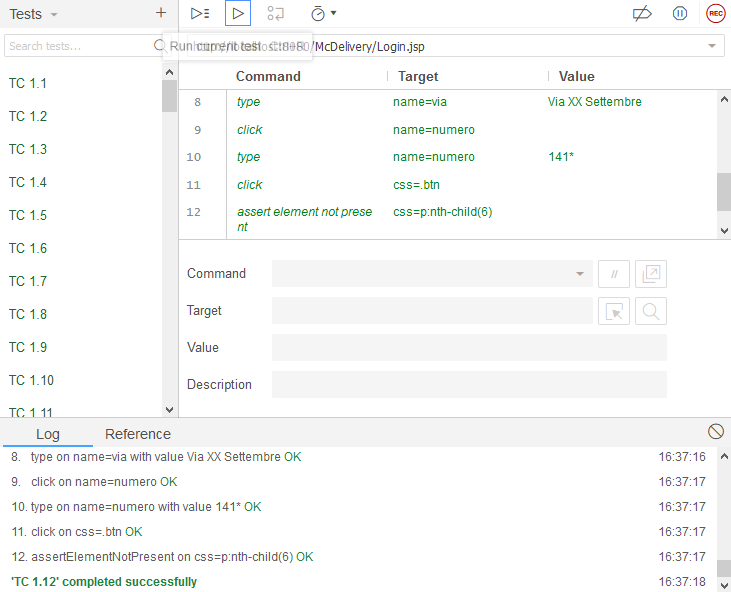 Tests
REC
Search tests...
Run current test Ctrl+R
/McDelivery/Login.jsp
Command Target Value
TC 1.1
TC 1.2
TC 1.3
TC 1.4
TC 1.5
TC 1.6
TC 1.7
TC 1.8
TC 1.9
TC 1.10
TC 1.11
8 type name=via Via XX Settembre
9 click name=numero
10 type name=numero 141*
11 click css=.btn
12 assert element not prese css=p:nth-child(6)
nt
Command
//
Target
Value
Description
Log Reference
8. type on name=via with value Via XX Settembre OK 16:37:16
9. click on name=numero OK 16:37:17
10. type on name=numero with value 141* OK 16:37:17
11. click on css=.btn OK 16:37:17
12. assertElementNotPresent on css=p:nth-child(6) OK 16:37:17
'TC 1.12' completed successfully 16:37:18